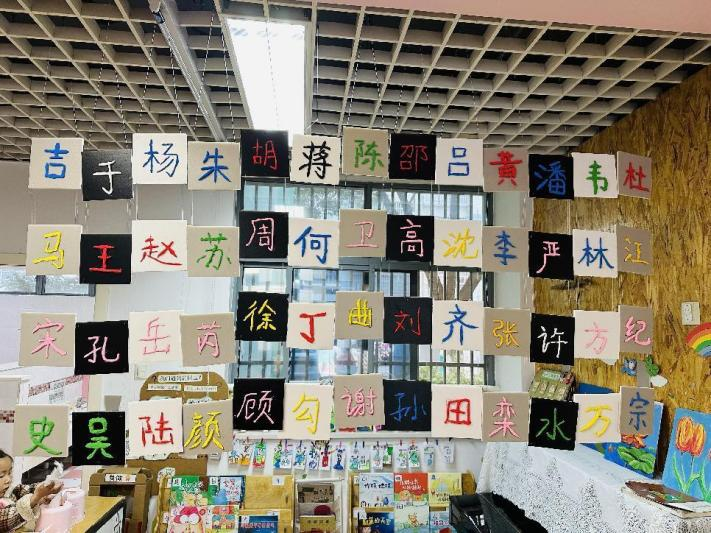 吉于杨朱胡蒋陈邵吕黄潘韦杜
马王赵苏周何卫高沈李严林汪
宋孔岳芮徐丁曲刘齐张许方纪
史吴陆颜顾勾谢孙田栾水万宗